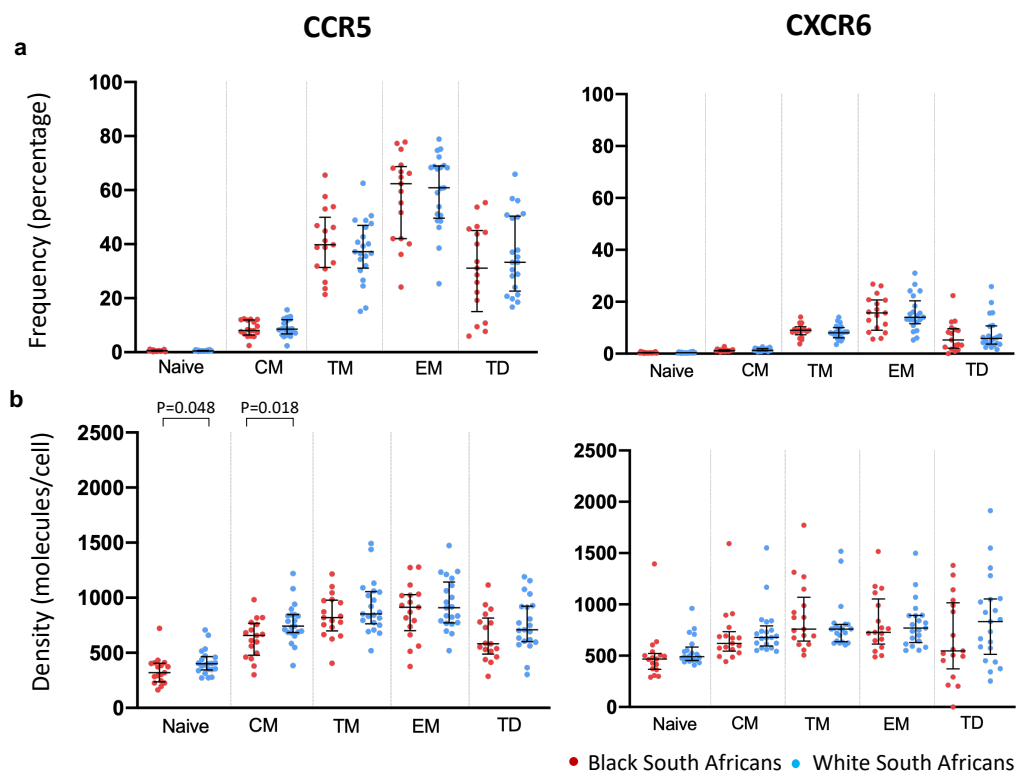 CCR5
CXCR6
a
Frequency (percentage)
100
80
60
40
20
0
Naive CM TM EM TD
100
80
60
40
20
0
Naive CM TM EM TD
b
P=0.048 P=0.018
Density (molecules/cell)
2500
2000
1500
1000
500
0
Naive CM TM EM TD
2500
2000
1500
1000
500
0
Naive CM TM EM TD
Black South Africans White South Africans